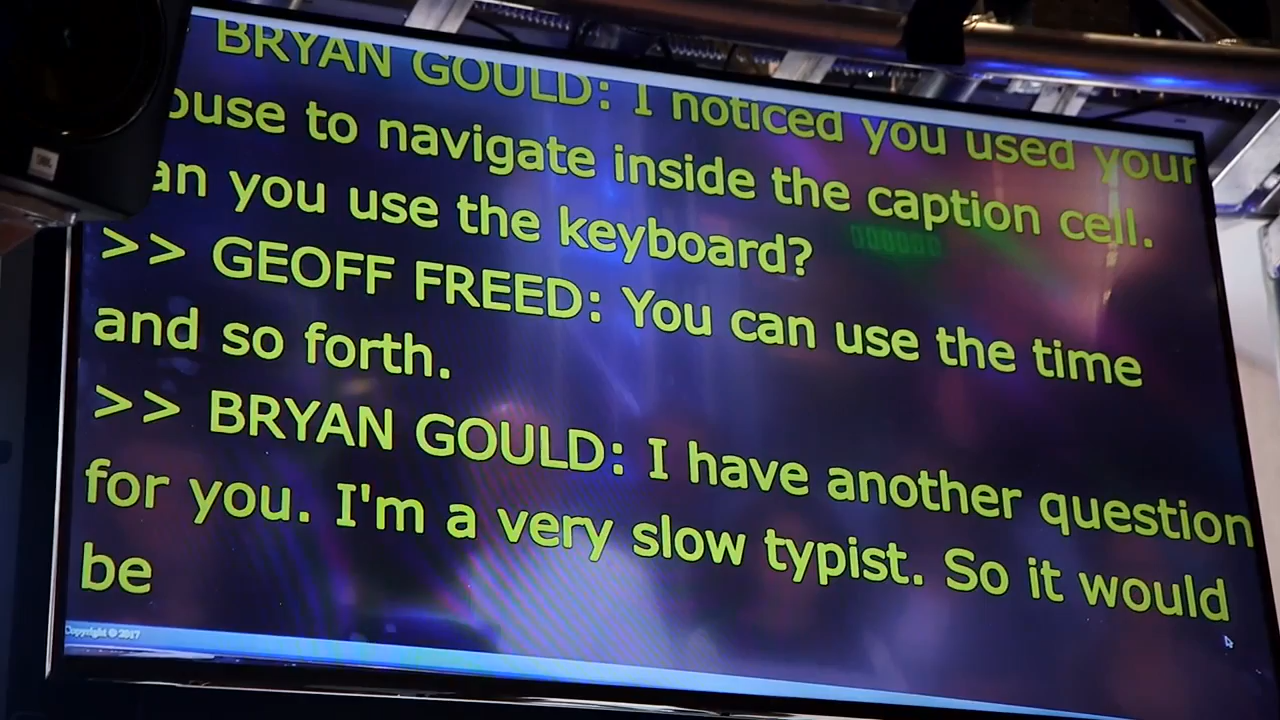 BRYAN GOULD: I noticed you used your
ouse to navigate inside the caption cell.
an you use the keyboard?
>> GEOFF FREED: You can use the time
and so forth.
>> BRYAN GOULD: I have another question
for you. I'm a very slow typist. So it would
be
Copyright © 2017
JBL